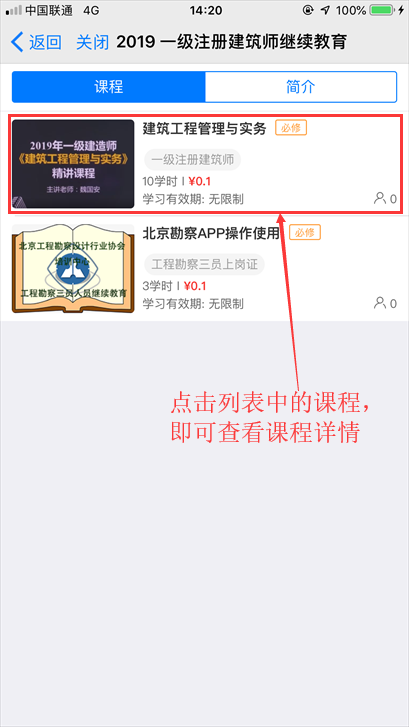 中国联通 4G 14:20 100%
返回 关闭 2019 一级注册建筑师继续教育
课程 简介
2019年一级建造师
《建筑工程管理与实务》
精讲课程
主讲老师：魏国安
建筑工程管理与实务 必修
一级注册建筑师
10学时 | ¥0.1
学习有效期: 无限制 0
北京工程勘察设计行业协会
培训中心
工程勘察三员人员继续教育
北京勘察APP操作使用 必修
工程勘察三员上岗证
3学时 | ¥0.1
学习有效期: 无限制 0
点击列表中的课程，
即可查看课程详情